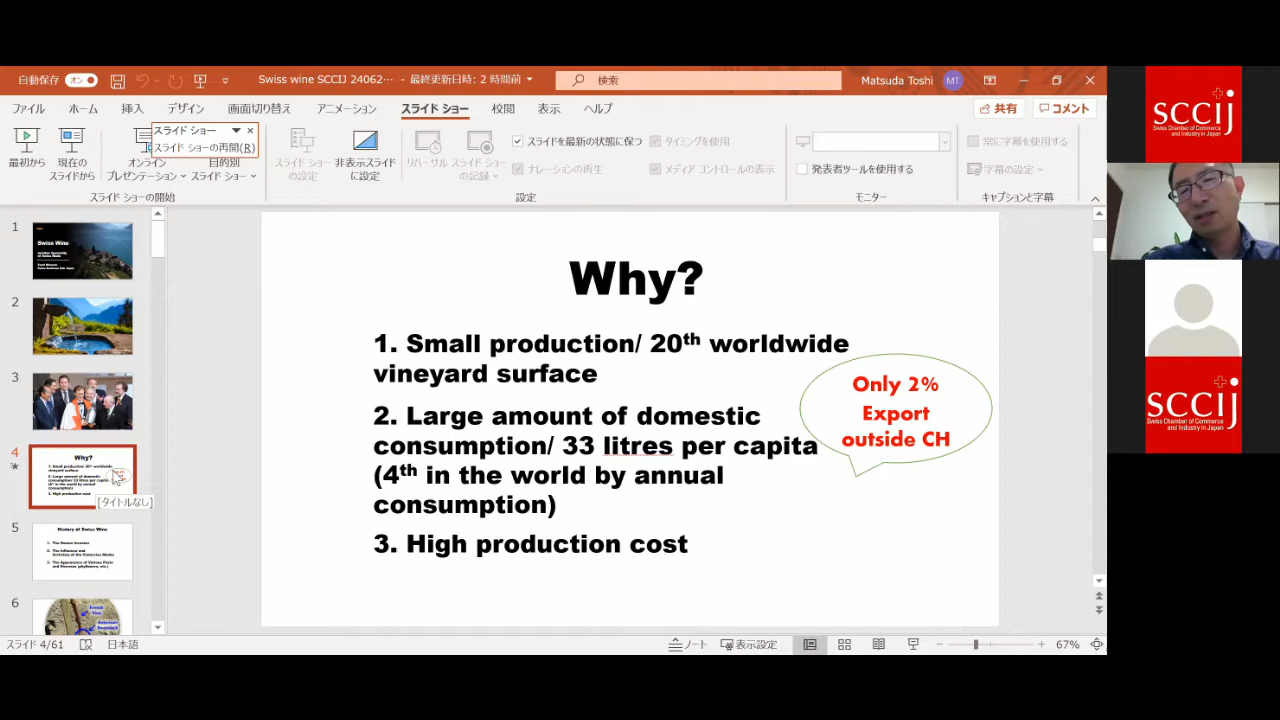 自動保存 オン Swiss wine SCCIJ 24062… - 最終更新日時: 2 時間前 検索 Matsuda Toshi MT
ファイル ホーム 挿入 デザイン 画面切り替え アニメーション スライド ショー 校閲 表示 ヘルプ 共有 コメント
スライド ショー
スライド ショーの再開(R)
最初から
現在の
スライドから
オンライン
プレゼンテーション
目的別
スライド ショー
スライド ショー
の設定
非表示スライド
に設定
リハーサル
スライド ショー
の記録
スライドを最新の状態に保つ
ナレーションの再生
タイミングを使用
メディア コントロールの表示
発表者ツールを使用する
常に字幕を使用する
字幕の設定
スライド ショーの開始 設定 モニター キャプションと字幕
1
Swiss Wine
2
3
4
Why?
[タイトルなし]
5
History of Swiss Wine
1. The Roman Invasion
6
Why?
1. Small production/ 20th worldwide
vineyard surface
2. Large amount of domestic
consumption/ 33 litres per capita
(4th in the world by annual
consumption)
3. High production cost
Only 2%
Export
outside CH
スライド 4/61 日本語 ノート 表示設定 67%
SCCIJ
Swiss Chamber of Commerce
and Industry in Japan
SCCIJ
Swiss Chamber of Commerce
and Industry in Japan